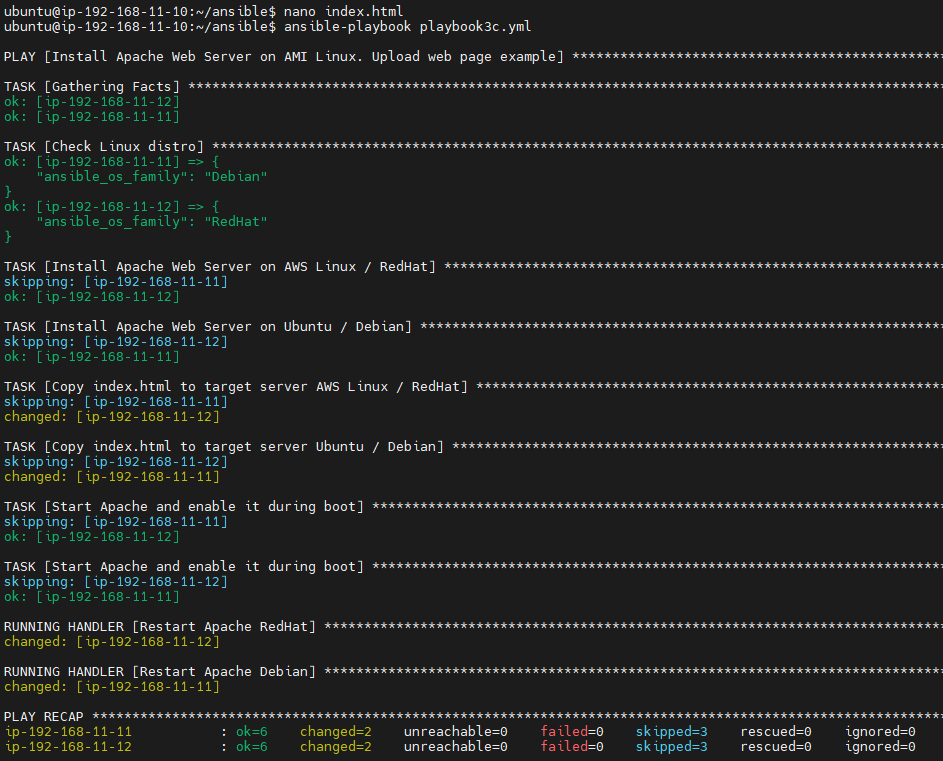 ubuntu@ip-192-168-11-10:~/ansible$ nano index.html
ubuntu@ip-192-168-11-10:~/ansible$ ansible-playbook playbook3c.yml
PLAY [Install Apache Web Server on AMI Linux. Upload web page example] ***********************************************
TASK [Gathering Facts] ***********************************************************************************************
ok: [ip-192-168-11-12]
ok: [ip-192-168-11-11]
TASK [Check Linux distro] ********************************************************************************************
ok: [ip-192-168-11-11] => {
    "ansible_os_family": "Debian"
}
ok: [ip-192-168-11-12] => {
    "ansible_os_family": "RedHat"
}
TASK [Install Apache Web Server on AWS Linux / RedHat] ***************************************************************
skipping: [ip-192-168-11-11]
ok: [ip-192-168-11-12]
TASK [Install Apache Web Server on Ubuntu / Debian] ******************************************************************
skipping: [ip-192-168-11-12]
ok: [ip-192-168-11-11]
TASK [Copy index.html to target server AWS Linux / RedHat] ***********************************************************
skipping: [ip-192-168-11-11]
changed: [ip-192-168-11-12]
TASK [Copy index.html to target server Ubuntu / Debian] **************************************************************
skipping: [ip-192-168-11-12]
changed: [ip-192-168-11-11]
TASK [Start Apache and enable it during boot] ************************************************************************
skipping: [ip-192-168-11-11]
ok: [ip-192-168-11-12]
TASK [Start Apache and enable it during boot] ************************************************************************
skipping: [ip-192-168-11-12]
ok: [ip-192-168-11-11]
RUNNING HANDLER [Restart Apache RedHat] ******************************************************************************
changed: [ip-192-168-11-12]
RUNNING HANDLER [Restart Apache Debian] ******************************************************************************
changed: [ip-192-168-11-11]
PLAY RECAP ***********************************************************************************************************
ip-192-168-11-11           : ok=6    changed=2    unreachable=0    failed=0    skipped=3    rescued=0    ignored=0
ip-192-168-11-12           : ok=6    changed=2    unreachable=0    failed=0    skipped=3    rescued=0    ignored=0